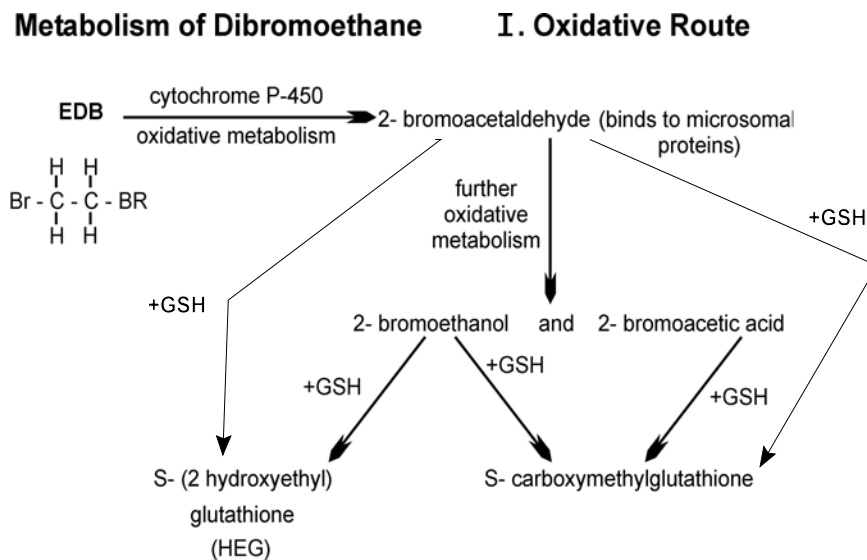 Metabolism of Dibromoethane I. Oxidative Route
cytochrome P-450
EDB
2- bromoacetaldehyde (binds to microsomal
oxidative metabolism
proteins)
H H
Br - C - C - BR
H H
further
oxidative
metabolism
+GSH
+GSH
2- bromoethanol and 2- bromoacetic acid
+GSH
+GSH
+GSH
S- (2 hydroxyethyl)
glutathione
(HEG)
S- carboxymethylglutathione